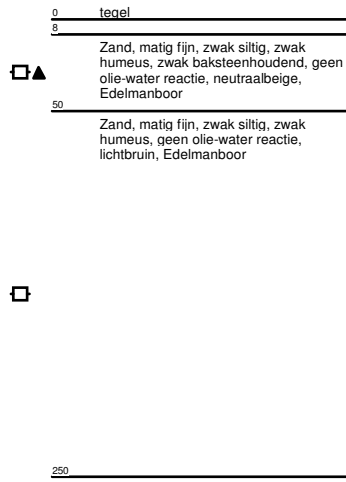 0 tegel
8
Zand, matig fijn, zwak siltig, zwak
humeus, zwak baksteenhoudend, geen
olie-water reactie, neutraalbeige,
Edelmanboor
50
Zand, matig fijn, zwak siltig, zwak
humeus, geen olie-water reactie,
lichtbruin, Edelmanboor
250